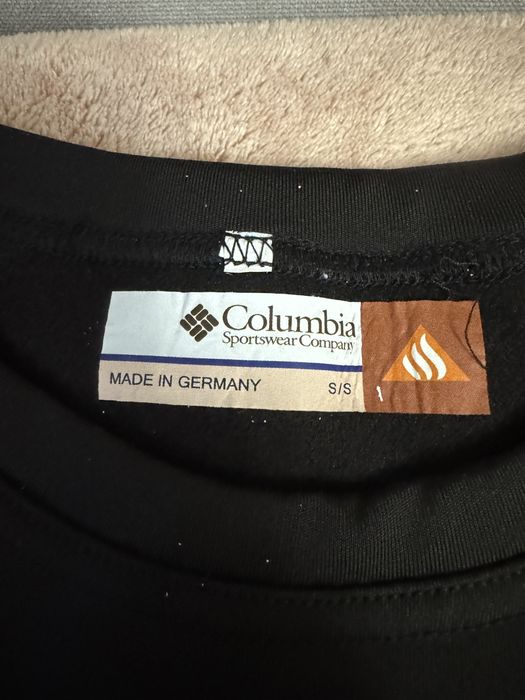 Columbia
Sportswear Company
MADE IN GERMANY S/S